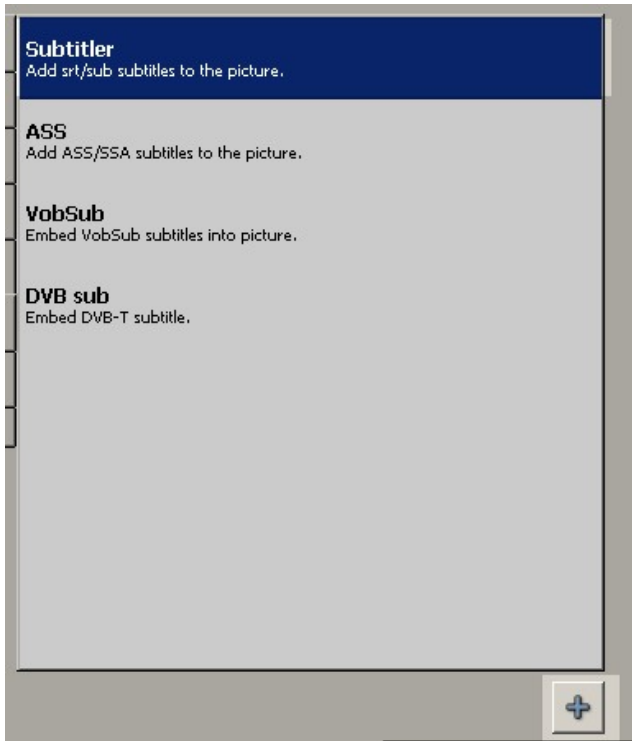 Subtitler
Add srt/sub subtitles to the picture.
ASS
Add ASS/SSA subtitles to the picture.
VobSub
Embed VobSub subtitles into picture.
DVB sub
Embed DVB-T subtitle.